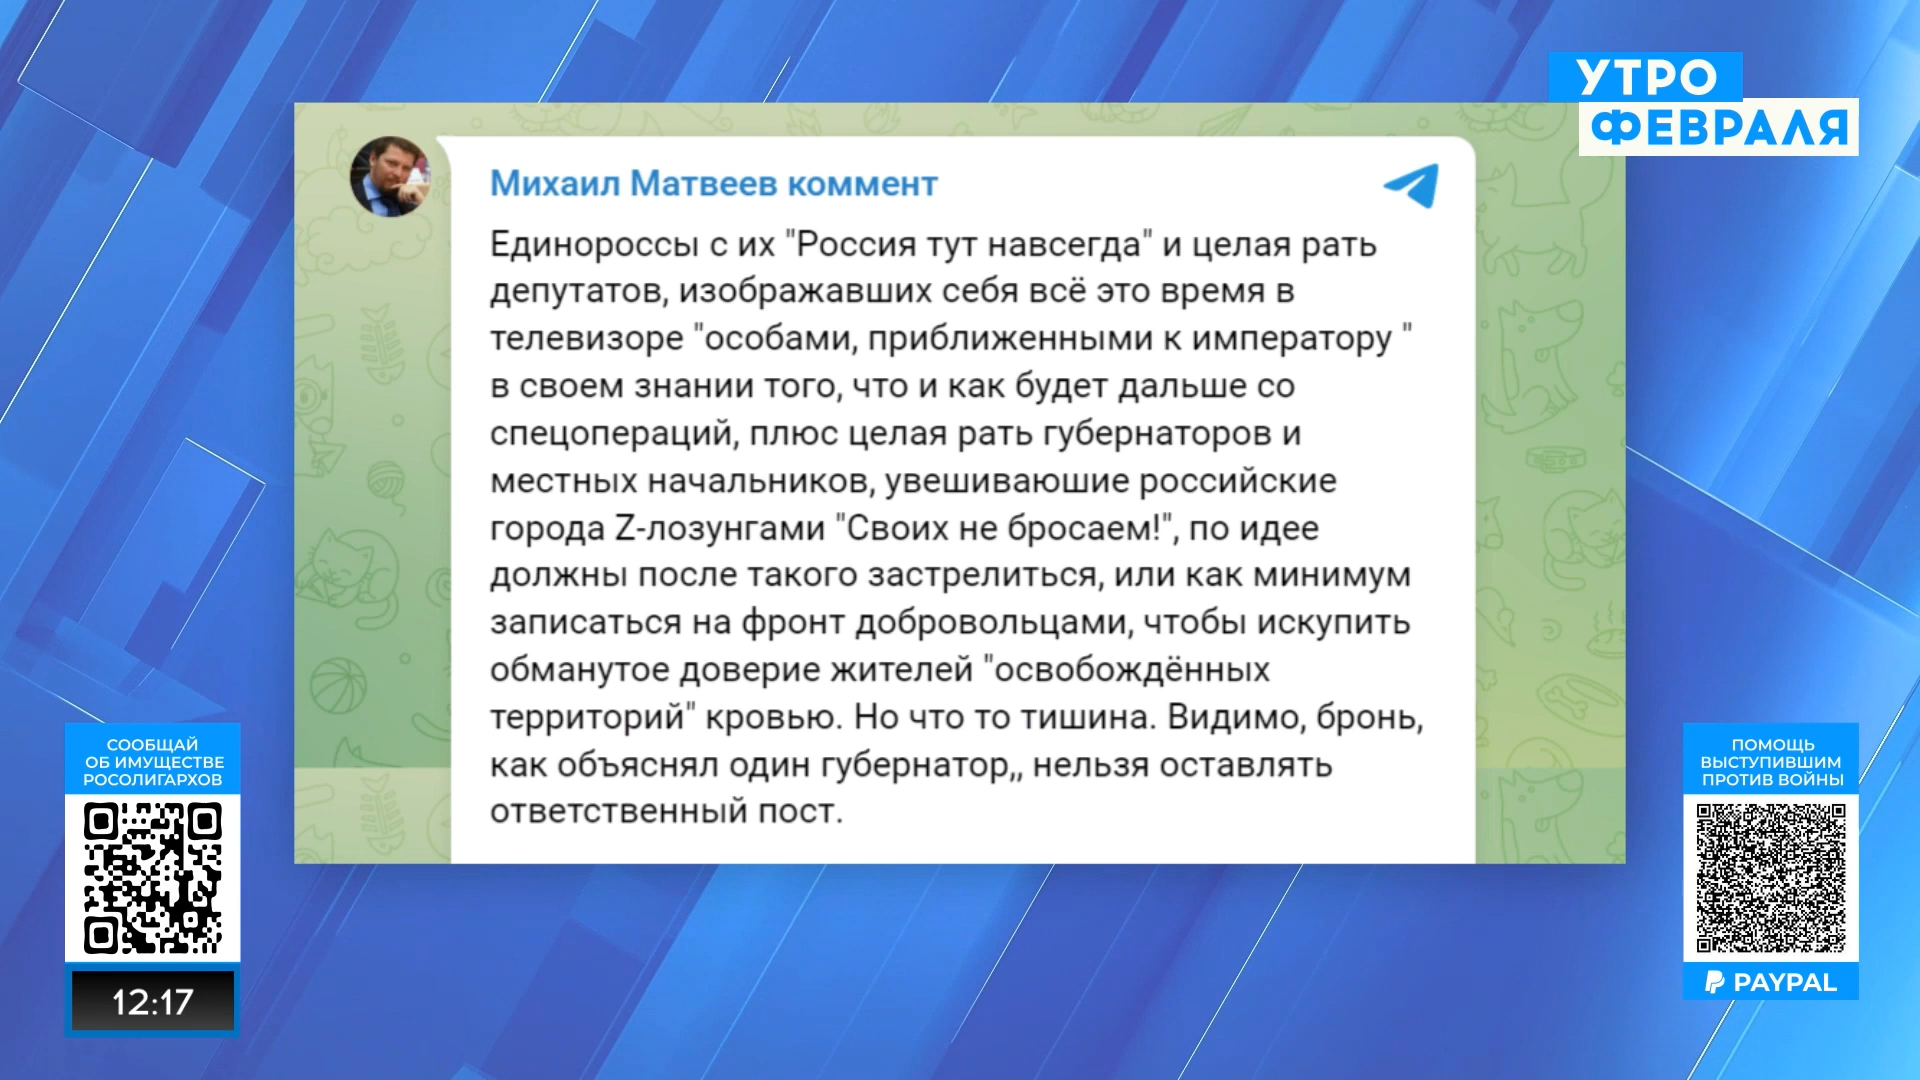 УТРО
ФЕВРАЛЯ
Михаил Матвеев коммент
Единороссы с их "Россия тут навсегда" и целая рать
депутатов, изображавших себя всё это время в
телевизоре "особами, приближенными к императору "
в своем знании того, что и как будет дальше со
спецопераций, плюс целая рать губернаторов и
местных начальников, увешиваюшие российские
города Z-лозунгами "Своих не бросаем!", по идее
должны после такого застрелиться, или как минимум
записаться на фронт добровольцами, чтобы искупить
обманутое доверие жителей "освобождённых
территорий" кровью. Но что то тишина. Видимо, бронь,
как объяснял один губернатор,, нельзя оставлять
ответственный пост.
СООБЩАЙ
ОБ ИМУЩЕСТВЕ
РОСОЛИГАРХОВ
12:17
ПОМОЩЬ
ВЫСТУПИВШИМ
ПРОТИВ ВОЙНЫ
PAYPAL